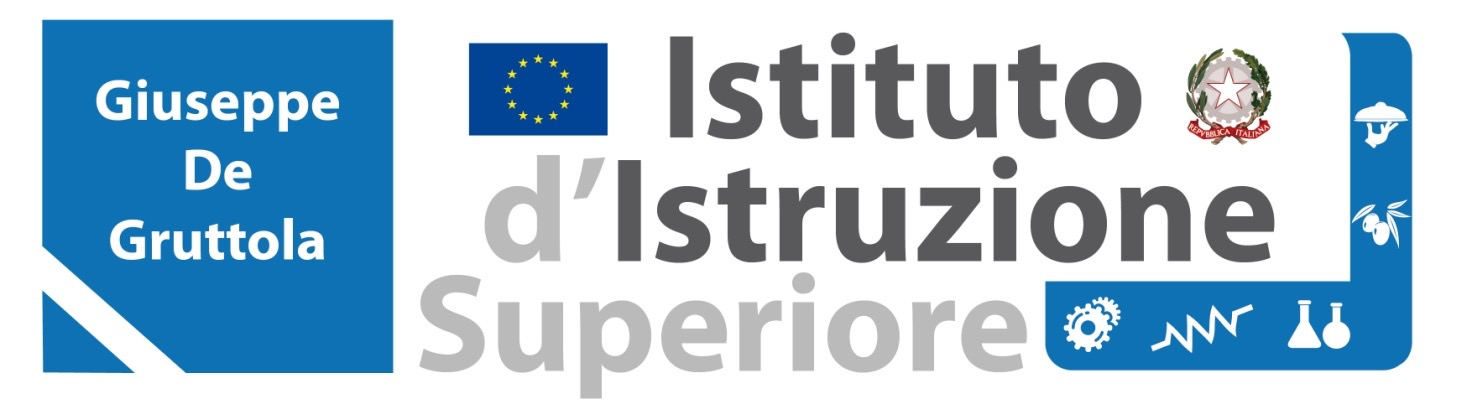 Giuseppe
De
Gruttola
Istituto
d'Istruzione
Superiore
REPVBBLICA ITALIANA